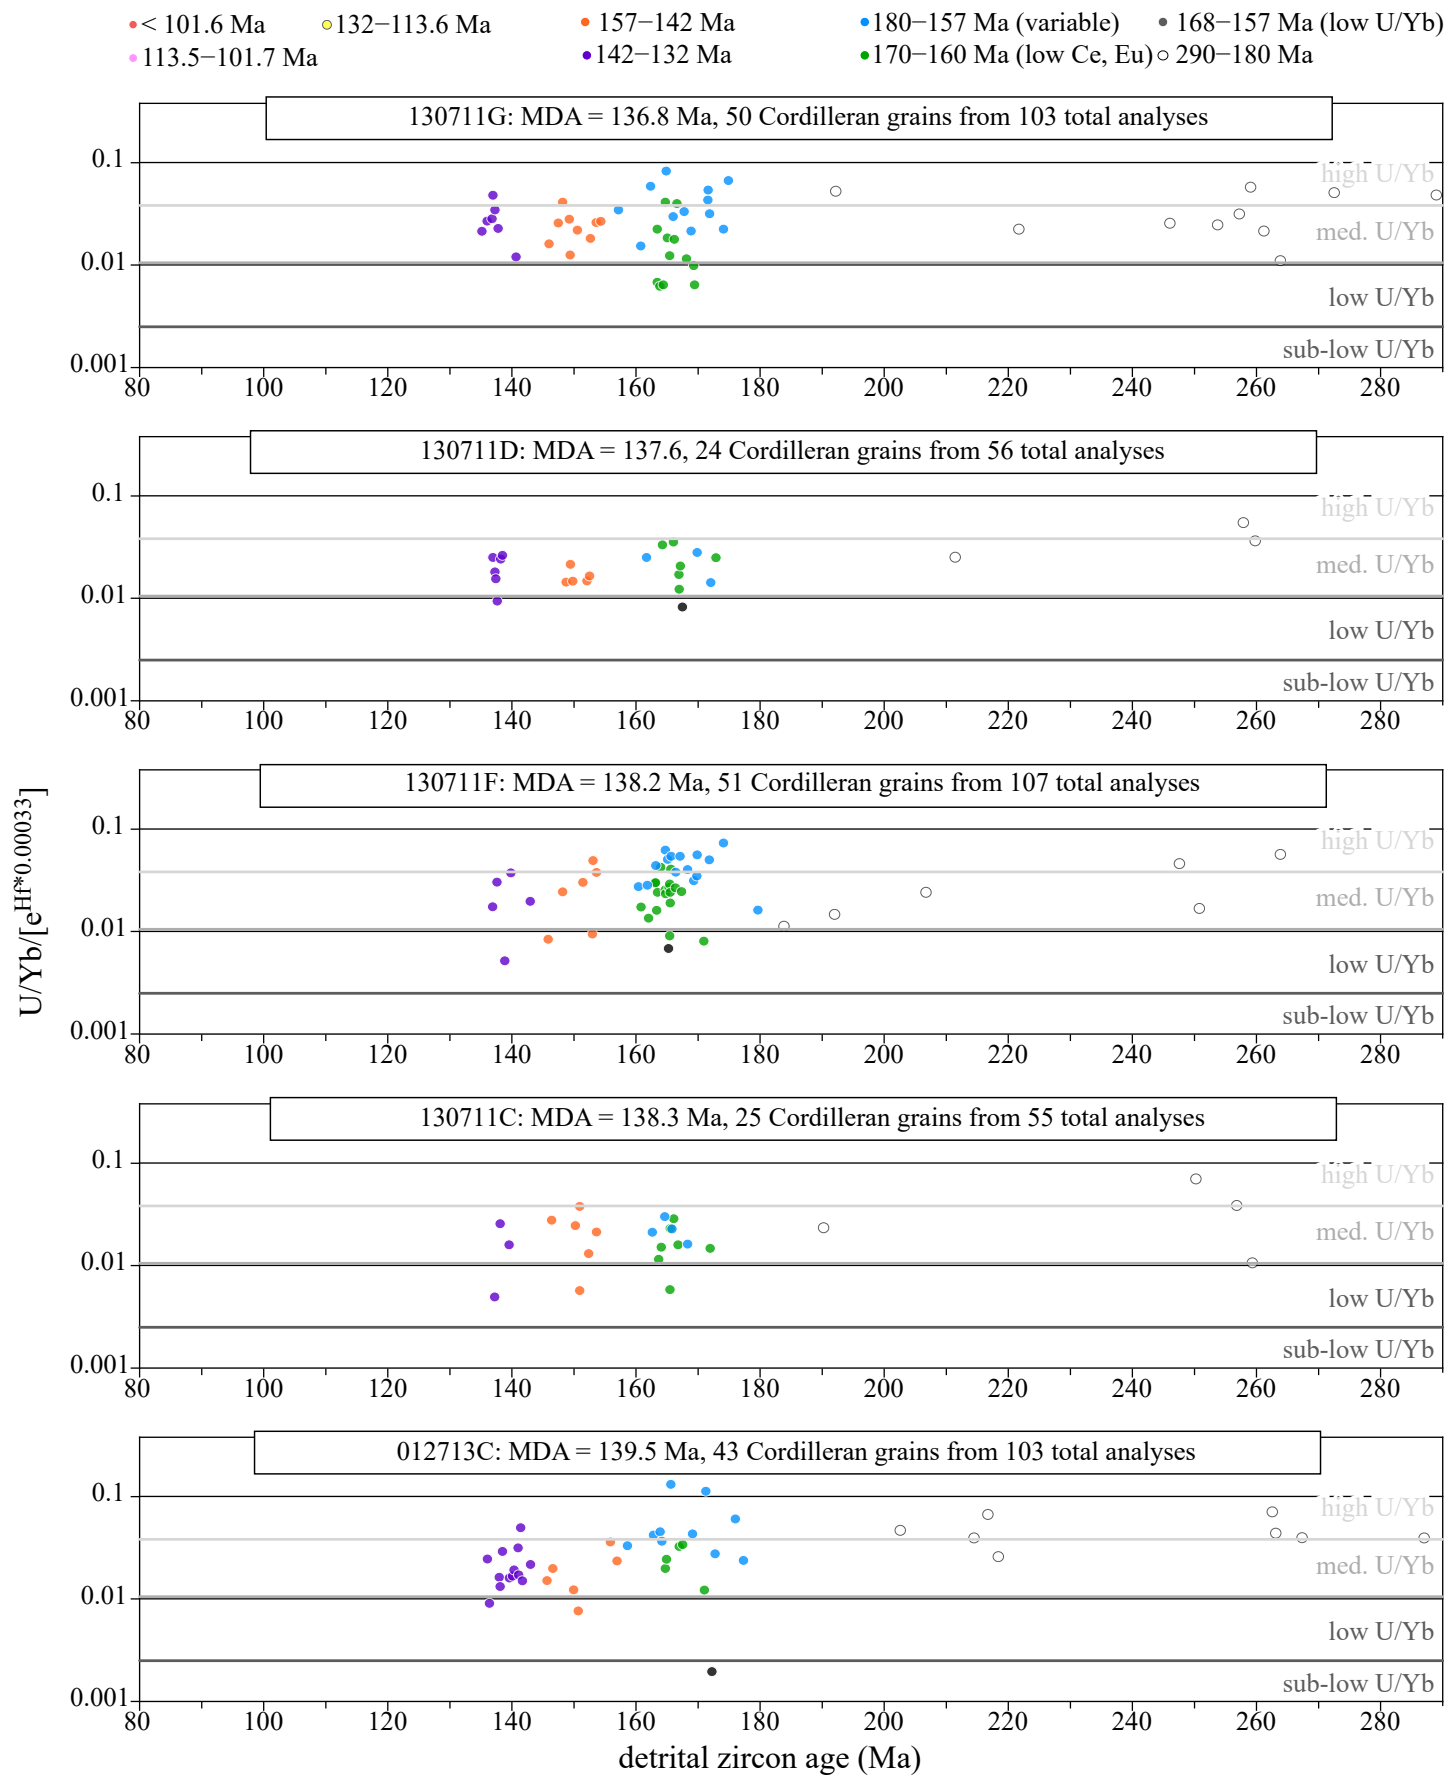 < 101.6 Ma 132−113.6 Ma 157−142 Ma 180−157 Ma (variable) 168−157 Ma (low U/Yb)
113.5−101.7 Ma 142−132 Ma 170−160 Ma (low Ce, Eu) 290−180 Ma
130711G: MDA = 136.8 Ma, 50 Cordilleran grains from 103 total analyses
0.1
high U/Yb
med. U/Yb
0.01
low U/Yb
sub-low U/Yb
0.001
80 100 120 140 160 180 200 220 240 260 280
130711D: MDA = 137.6, 24 Cordilleran grains from 56 total analyses
0.1
high U/Yb
med. U/Yb
0.01
low U/Yb
sub-low U/Yb
0.001
80 100 120 140 160 180 200 220 240 260 280
130711F: MDA = 138.2 Ma, 51 Cordilleran grains from 107 total analyses
0.1
high U/Yb
med. U/Yb
0.01
low U/Yb
sub-low U/Yb
0.001
80 100 120 140 160 180 200 220 240 260 280
U/Yb/[e^Hf*0.00033]
130711C: MDA = 138.3 Ma, 25 Cordilleran grains from 55 total analyses
0.1
high U/Yb
med. U/Yb
0.01
low U/Yb
sub-low U/Yb
0.001
80 100 120 140 160 180 200 220 240 260 280
012713C: MDA = 139.5 Ma, 43 Cordilleran grains from 103 total analyses
0.1
high U/Yb
med. U/Yb
0.01
low U/Yb
sub-low U/Yb
0.001
80 100 120 140 160 180 200 220 240 260 280
detrital zircon age (Ma)